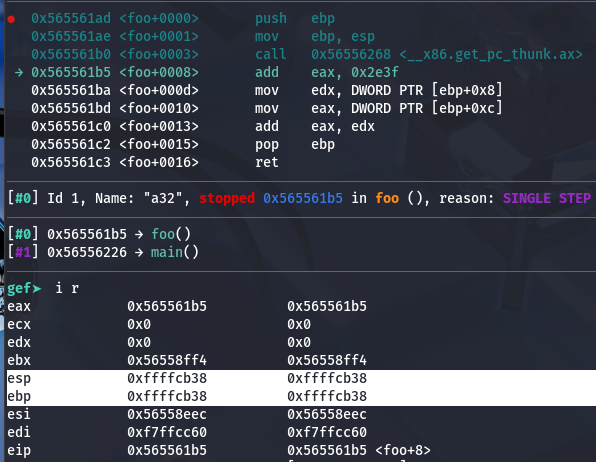 ● 0x565561ad <foo+0000> push ebp
0x565561ae <foo+0001> mov ebp, esp
0x565561b0 <foo+0003> call 0x56556268 <__x86.get_pc_thunk.ax>
→ 0x565561b5 <foo+0008> add eax, 0x2e3f
0x565561ba <foo+000d> mov edx, DWORD PTR [ebp+0x8]
0x565561bd <foo+0010> mov eax, DWORD PTR [ebp+0xc]
0x565561c0 <foo+0013> add eax, edx
0x565561c2 <foo+0015> pop ebp
0x565561c3 <foo+0016> ret
[#0] Id 1, Name: "a32", stopped 0x565561b5 in foo (), reason: SINGLE STEP
[#0] 0x565561b5 → foo()
[#1] 0x56556226 → main()
gef➤ i r
eax 0x565561b5 0x565561b5
ecx 0x0 0x0
edx 0x0 0x0
ebx 0x56558ff4 0x56558ff4
esp 0xffffcb38 0xffffcb38
ebp 0xffffcb38 0xffffcb38
esi 0x56558eec 0x56558eec
edi 0xf7ffcc60 0xf7ffcc60
eip 0x565561b5 0x565561b5 <foo+8>